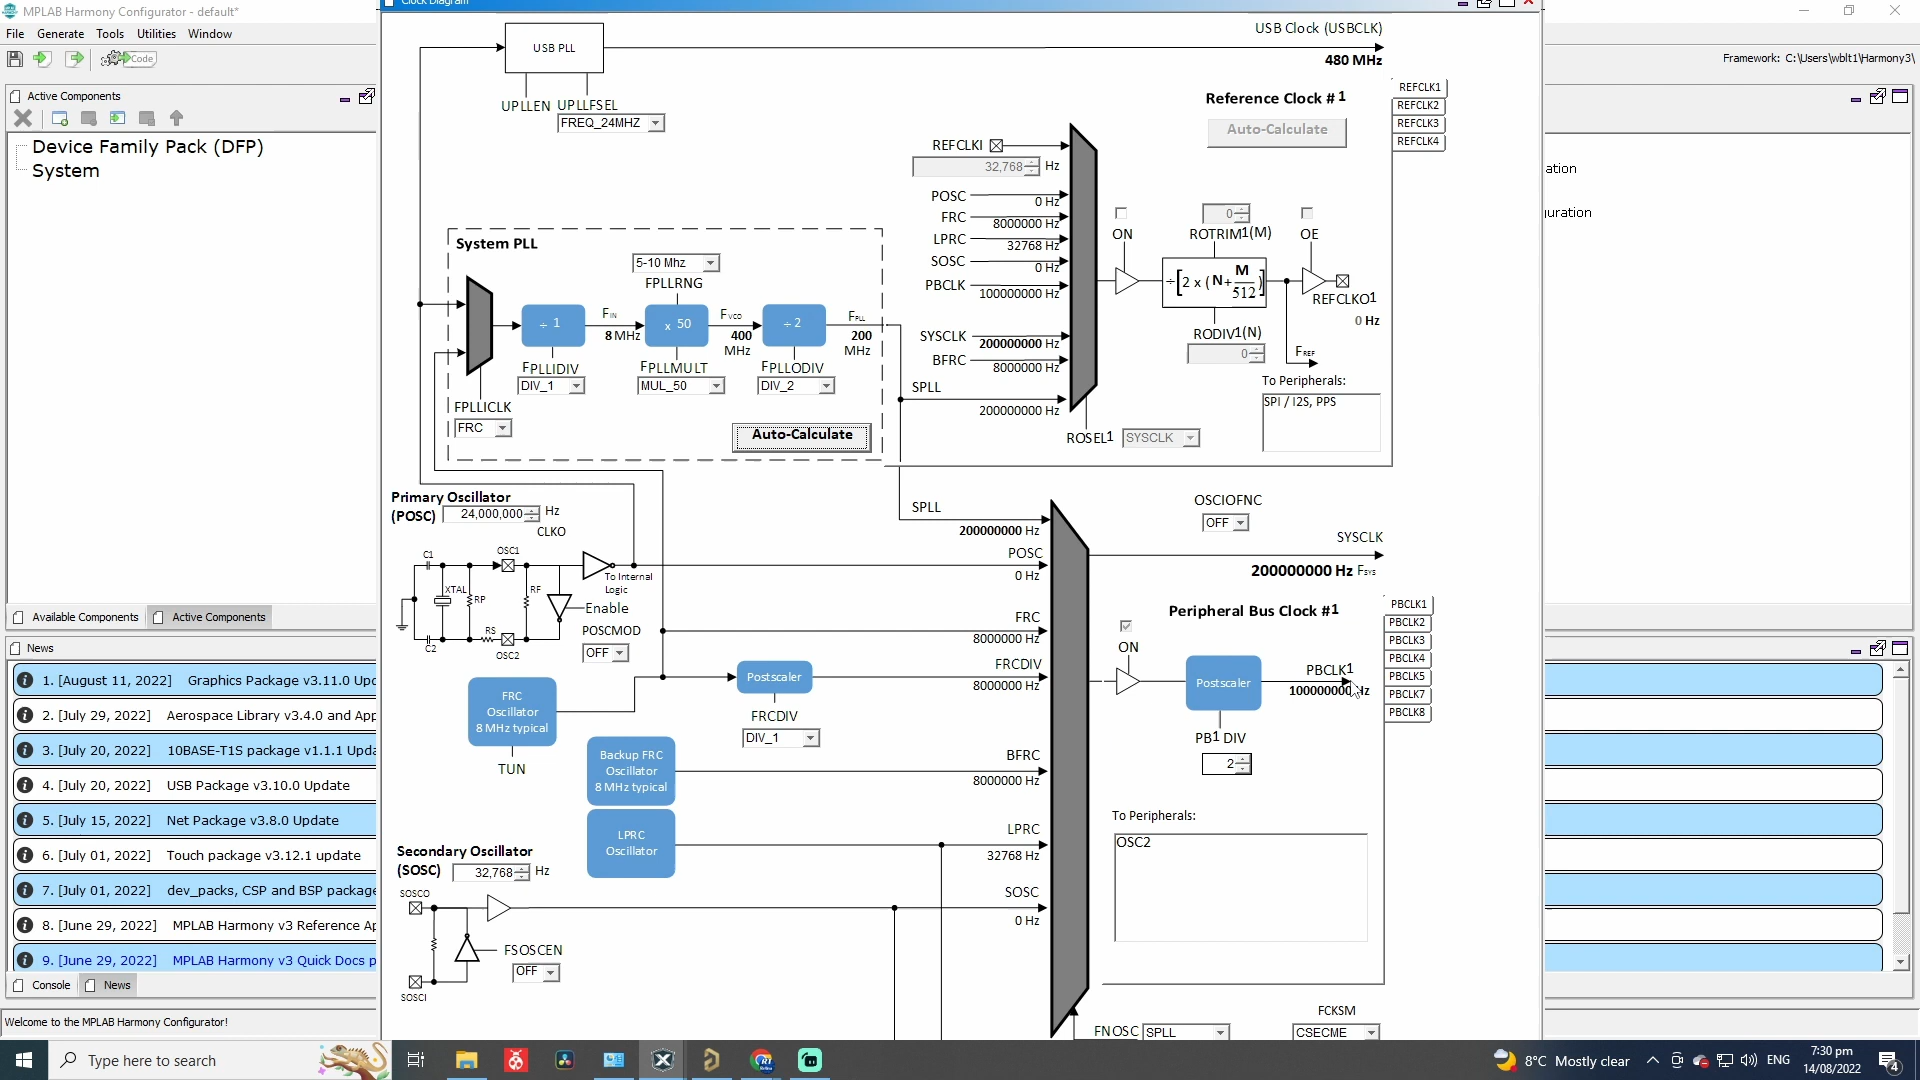 MPLAB Harmony Configurator - default*
File Generate Tools Utilities Window
Code
Framework: C:\Users\wblt1\Harmony3\
Active Components
Device Family Pack (DFP)
System
Available Components
Active Components
News
1. [August 11, 2022] Graphics Package v3.11.0 Upd
2. [July 29, 2022] Aerospace Library v3.4.0 and App
3. [July 20, 2022] 10BASE-T1S package v1.1.1 Upda
4. [July 20, 2022] USB Package v3.10.0 Update
5. [July 15, 2022] Net Package v3.8.0 Update
6. [July 01, 2022] Touch package v3.12.1 update
7. [July 01, 2022] dev_packs, CSP and BSP package
8. [June 29, 2022] MPLAB Harmony v3 Reference Ap
9. [June 29, 2022] MPLAB Harmony v3 Quick Docs p
Console
News
Welcome to the MPLAB Harmony Configurator!
Clock Diagram
USB PLL
UPLLEN UPLLFSEL
FREQ_24MHZ
USB Clock (USBCLK)
480 MHz
Reference Clock # 1
Auto-Calculate
REFCLK1
REFCLK2
REFCLK3
REFCLK4
REFCLKI
32,768 Hz
POSC
0 Hz
FRC
8000000 Hz
LPRC
32768 Hz
SOSC
0 Hz
PBCLK
100000000 Hz
SYSCLK
200000000 Hz
BFRC
8000000 Hz
SPLL
200000000 Hz
ON
0
ROTRIM1(M)
OE
÷[2 x (N+ M/512)]
REFCLKO1
0 Hz
RODIV1(N)
0
FREF
To Peripherals:
SPI / I2S, PPS
ROSEL1 SYSCLK
System PLL
5-10 Mhz
FPLLRNG
÷ 1
FIN
8 MHz
x 50
FVCO
400
MHz
÷ 2
FPLL
200
MHz
FPLLIDIV
DIV_1
FPLLMULT
MUL_50
FPLLODIV
DIV_2
FPLLICLK
FRC
Auto-Calculate
Primary Oscillator
(POSC) 24,000,000 Hz
CLKO
C1
OSC1
XTAL
RP
RF
To Internal
Logic
Enable
RS
C2
OSC2
POSCMOD
OFF
SPLL
200000000 Hz
POSC
0 Hz
FRC
8000000 Hz
FRCDIV
8000000 Hz
FRC
Oscillator
8 MHz typical
TUN
Postscaler
FRCDIV
DIV_1
Backup FRC
Oscillator
8 MHz typical
BFRC
8000000 Hz
LPRC
Oscillator
LPRC
32768 Hz
Secondary Oscillator
(SOSC) 32,768 Hz
SOSCO
SOSC
0 Hz
FSOSCEN
OFF
SOSCI
OSCIOFNC
OFF
SYSCLK
200000000 Hz FSYS
Peripheral Bus Clock #1
ON
Postscaler
PBCLK1
100000000 Hz
PB1 DIV
2
PBCLK1
PBCLK2
PBCLK3
PBCLK4
PBCLK5
PBCLK7
PBCLK8
To Peripherals:
OSC2
FNOSC SPLL
FCKSM
CSECME
ation
juration
Type here to search
8°C Mostly clear
ENG
7:30 pm
14/08/2022
4